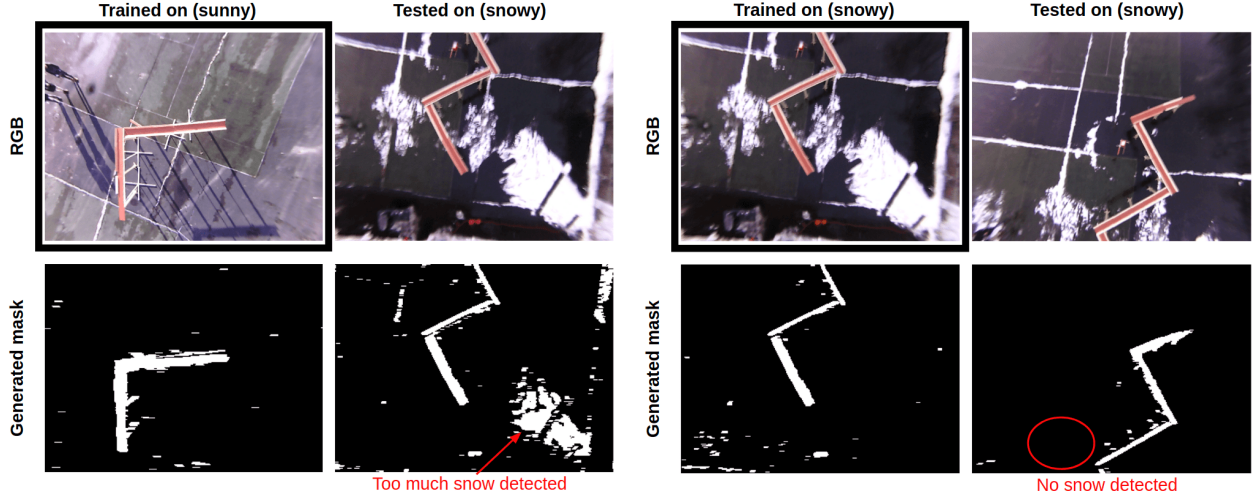 Trained on (sunny)
Tested on (snowy)
Trained on (snowy)
Tested on (snowy)
RGB
RGB
Generated mask
Generated mask
Too much snow detected
No snow detected